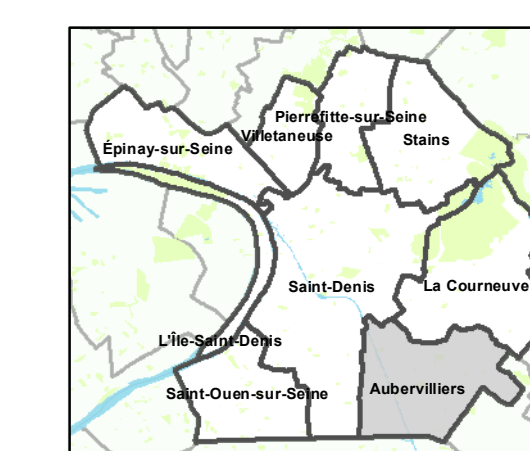 Pierrefitte-sur-Seine
Villetaneuse
Stains
Épinay-sur-Seine
Saint-Denis
La Courneuve
L'Île-Saint-Denis
Aubervilliers
Saint-Ouen-sur-Seine